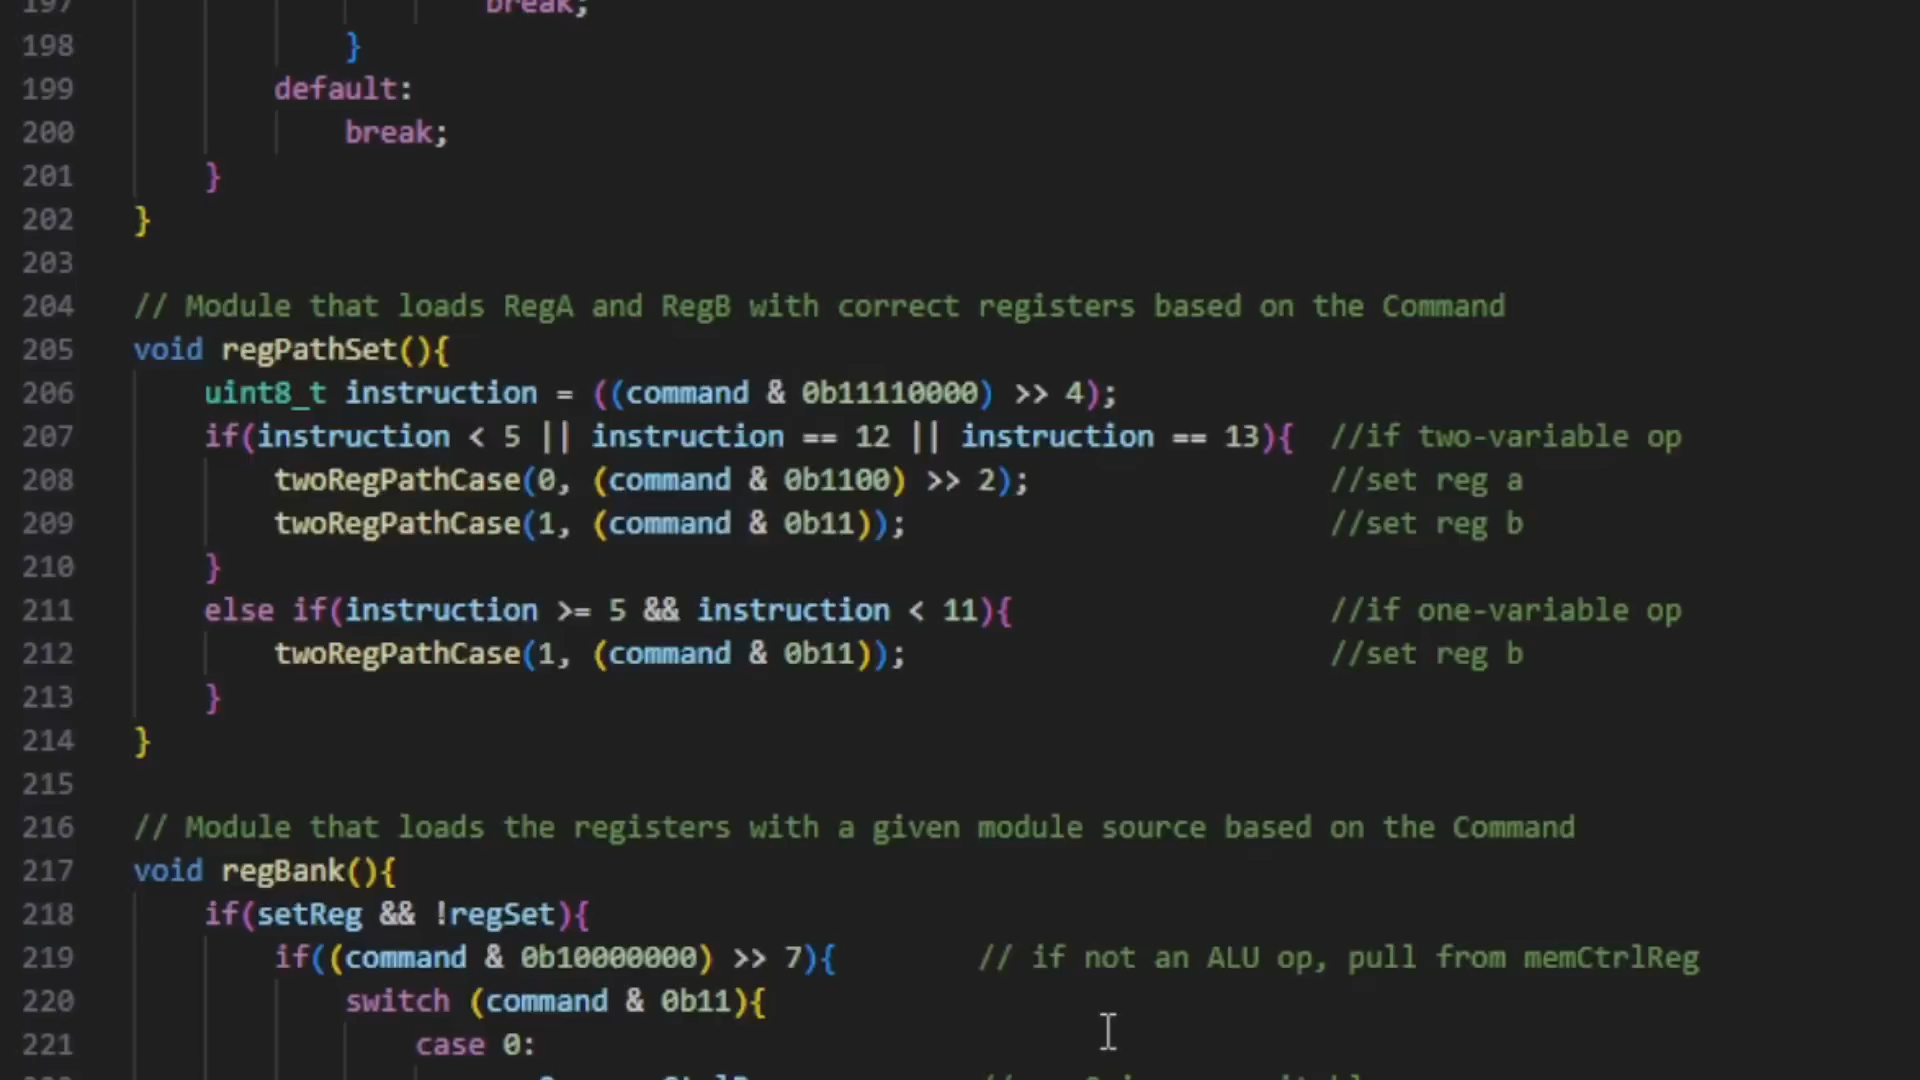 197 break;
198 }
199 default:
200 break;
201 }
202 }
203
204 // Module that loads RegA and RegB with correct registers based on the Command
205 void regPathSet(){
206 uint8_t instruction = ((command & 0b11110000) >> 4);
207 if(instruction < 5 || instruction == 12 || instruction == 13){ //if two-variable op
208 twoRegPathCase(0, (command & 0b1100) >> 2); //set reg a
209 twoRegPathCase(1, (command & 0b11)); //set reg b
210 }
211 else if(instruction >= 5 && instruction < 11){ //if one-variable op
212 twoRegPathCase(1, (command & 0b11)); //set reg b
213 }
214 }
215
216 // Module that loads the registers with a given module source based on the Command
217 void regBank(){
218 if(setReg && !regSet){
219 if((command & 0b10000000) >> 7){ // if not an ALU op, pull from memCtrlReg
220 switch (command & 0b11){
221 case 0: